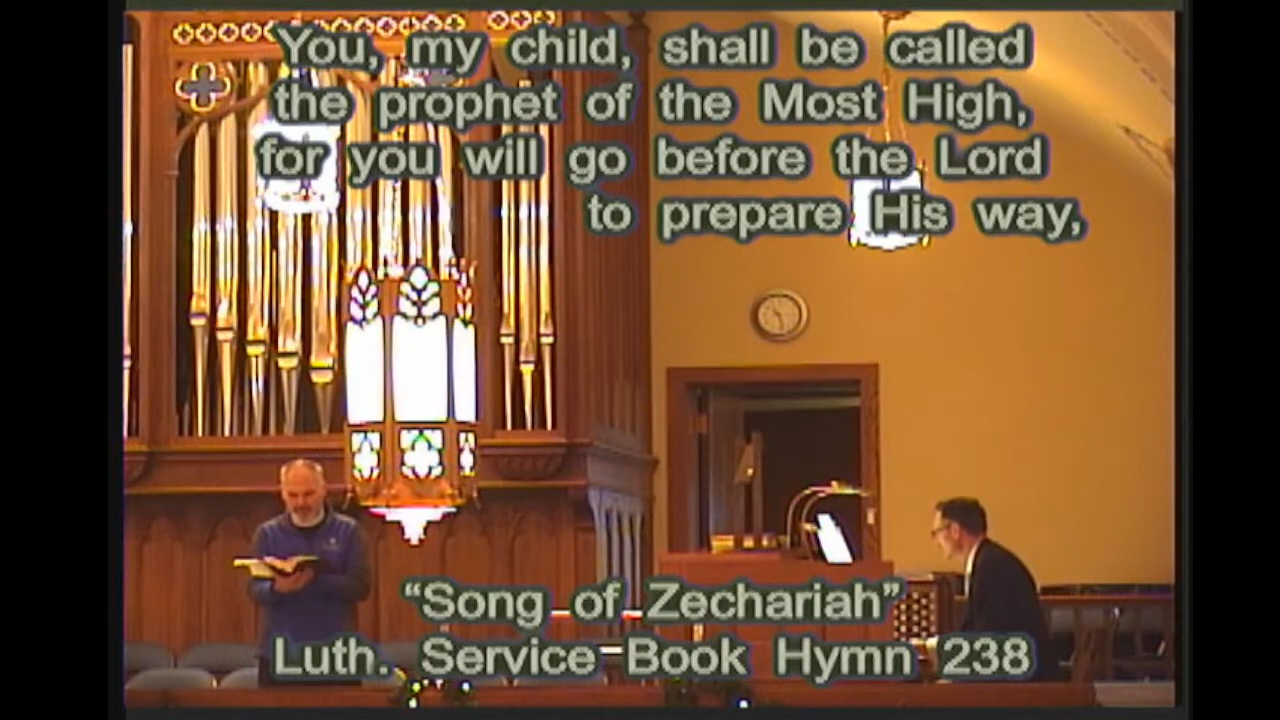 You, my child, shall be called
the prophet of the Most High,
for you will go before the Lord
to prepare His way,
“Song of Zechariah”
Luth. Service Book Hymn 238